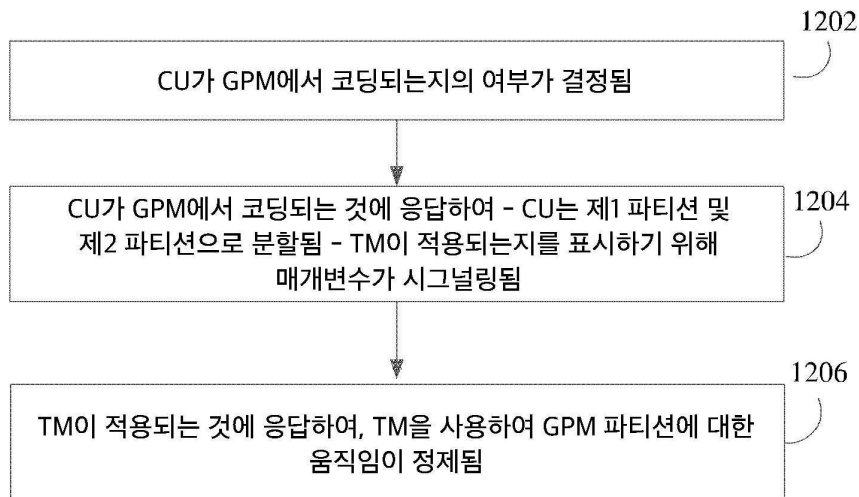 1202
CU가 GPM에서 코딩되는지의 여부가 결정됨
CU가 GPM에서 코딩되는 것에 응답하여 – CU는 제1 파티션 및
제2 파티션으로 분할됨 – TM이 적용되는지를 표시하기 위해
매개변수가 시그널링됨
1204
TM이 적용되는 것에 응답하여, TM을 사용하여 GPM 파티션에 대한
움직임이 정제됨
1206